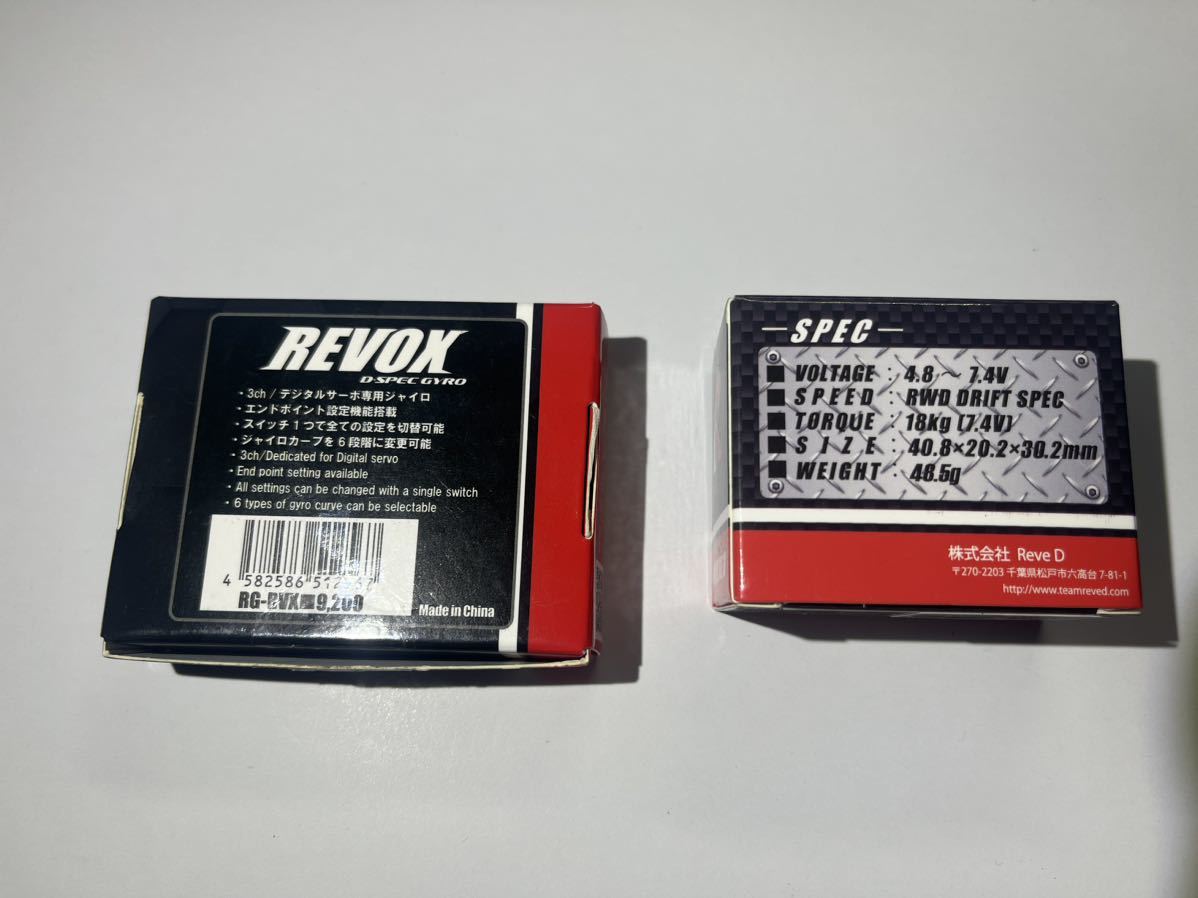 REVOX
D-SPEC GYRO
・3ch / デジタルサーボ専用ジャイロ
・エンドポイント設定機能搭載
・スイッチ１つで全ての設定を切替可能
・ジャイロカーブを６段階に変更可能
・3ch/Dedicated for Digital servo
・End point setting available
・All settings can be changed with a single switch
・6 types of gyro curve can be selectable
4 582586 512
RG-RVX 9,200
Made in China
SPEC
■ VOLTAGE : 4.8 ～ 7.4V
■ SPEED : RWD DRIFT SPEC
■ TORQUE : 18Kg (7.4V)
■ SIZE : 40.8×20.2×30.2mm
■ WEIGHT : 48.5g
株式会社 Reve D
〒270-2203 千葉県松戸市六高台 7-81-1
http://www.teamreved.com